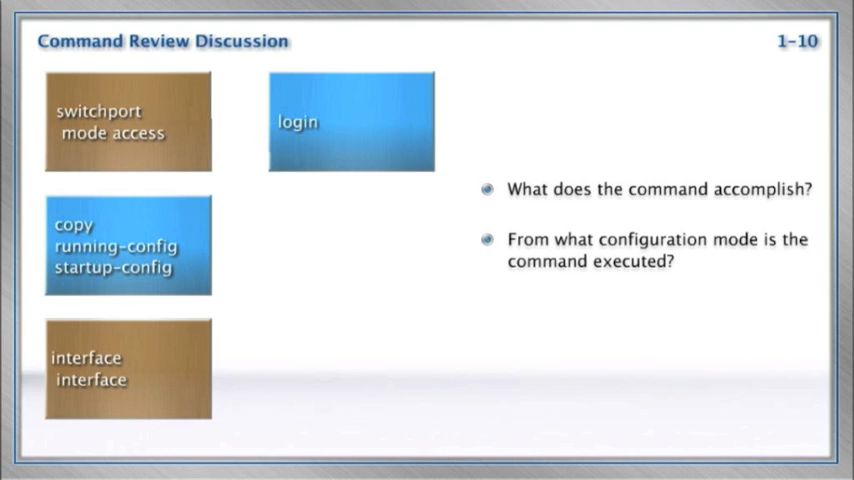 Command Review Discussion
1-10
switchport
mode access
login
copy
running-config
startup-config
interface
interface
What does the command accomplish?
From what configuration mode is the
command executed?